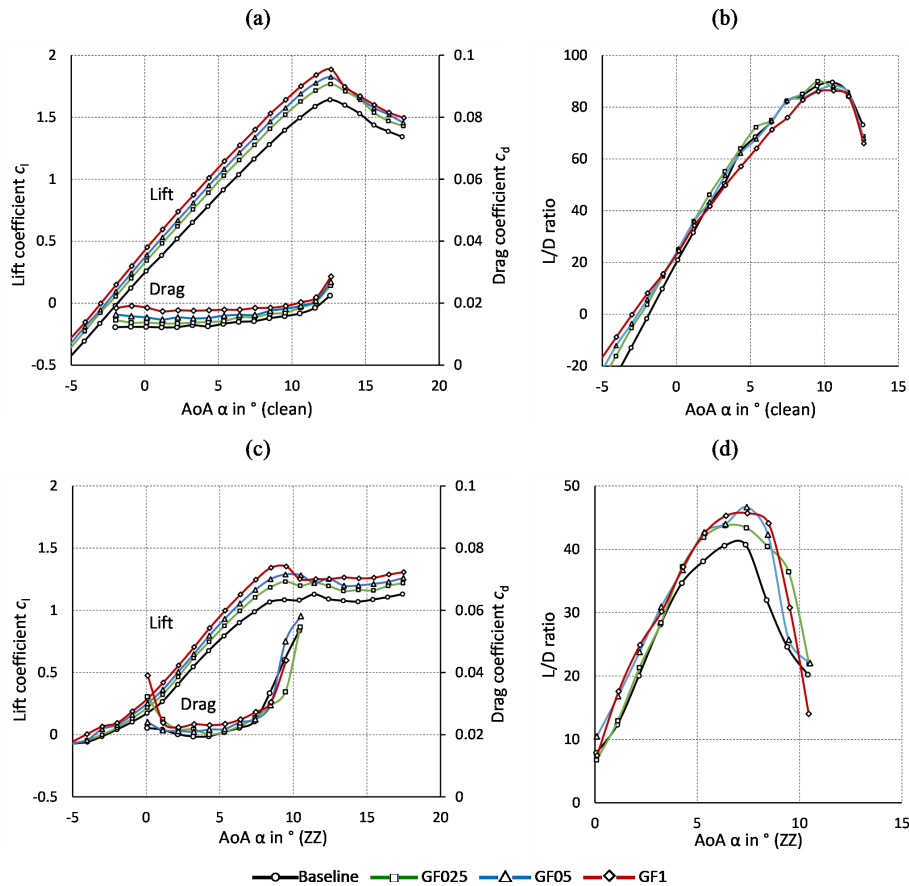 (a)
2
1.5
1
0.5
0
-0.5
0.1
0.08
0.06
0.04
0.02
0
-5 0 5 10 15 20
Lift coefficient cl
Drag coefficient cd
Lift
Drag
AoA α in ° (clean)
(b)
100
80
60
40
20
0
-20
-5 0 5 10 15
L/D ratio
AoA α in ° (clean)
(c)
2
1.5
1
0.5
0
-0.5
0.1
0.08
0.06
0.04
0.02
0
-5 0 5 10 15 20
Lift coefficient cl
Drag coefficient cd
Lift
Drag
AoA α in ° (ZZ)
(d)
50
40
30
20
10
0
0 5 10 15
L/D ratio
AoA α in ° (ZZ)
Baseline GF025 GF05 GF1